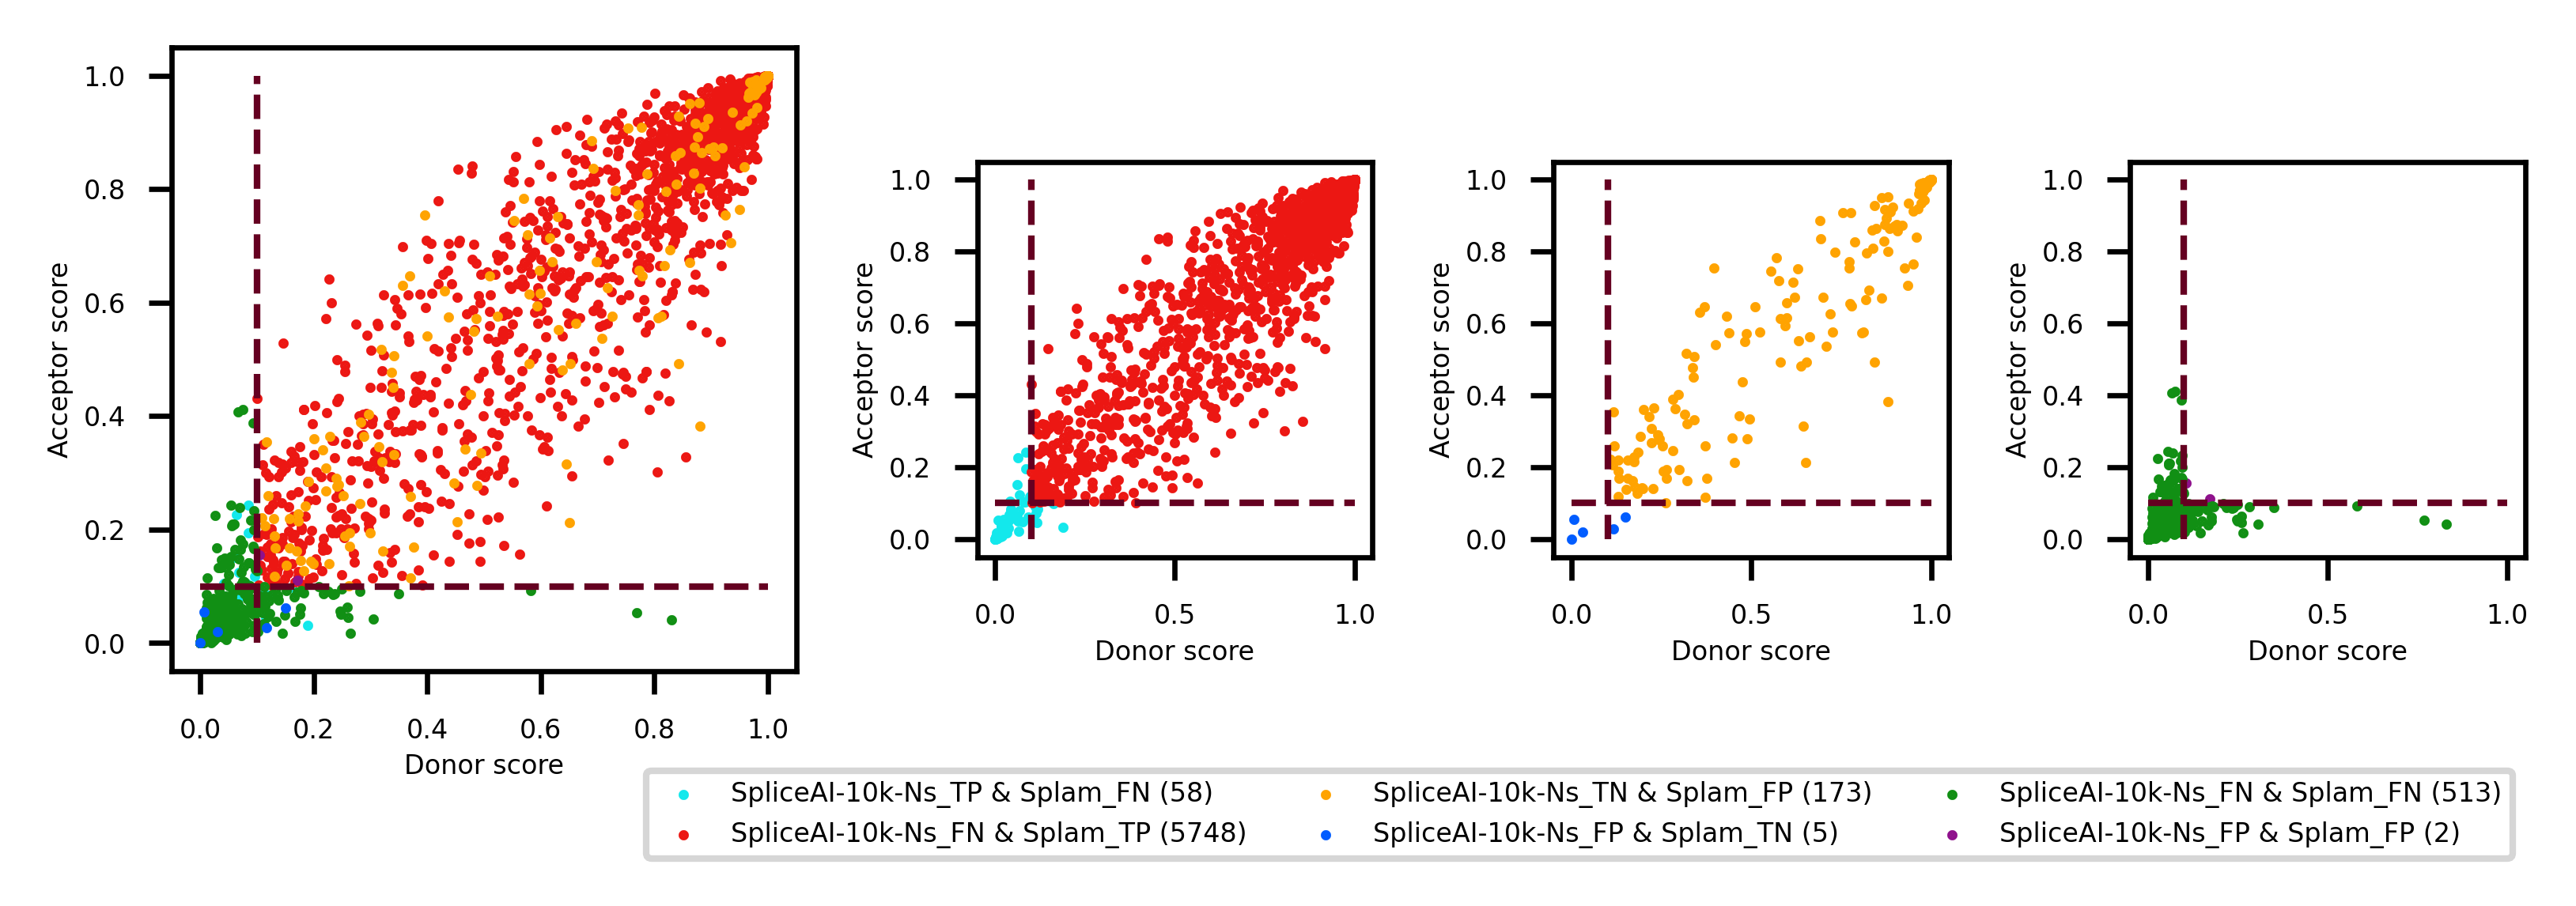 1.0
0.8
0.6
0.4
0.2
0.0
Acceptor score
0.0 0.2 0.4 0.6 0.8 1.0
Donor score
1.0
0.8
0.6
0.4
0.2
0.0
Acceptor score
0.0 0.5 1.0
Donor score
1.0
0.8
0.6
0.4
0.2
0.0
Acceptor score
0.0 0.5 1.0
Donor score
1.0
0.8
0.6
0.4
0.2
0.0
Acceptor score
0.0 0.5 1.0
Donor score
SpliceAI-10k-Ns_TP & Splam_FN (58)
SpliceAI-10k-Ns_FN & Splam_TP (5748)
SpliceAI-10k-Ns_TN & Splam_FP (173)
SpliceAI-10k-Ns_FP & Splam_TN (5)
SpliceAI-10k-Ns_FN & Splam_FN (513)
SpliceAI-10k-Ns_FP & Splam_FP (2)